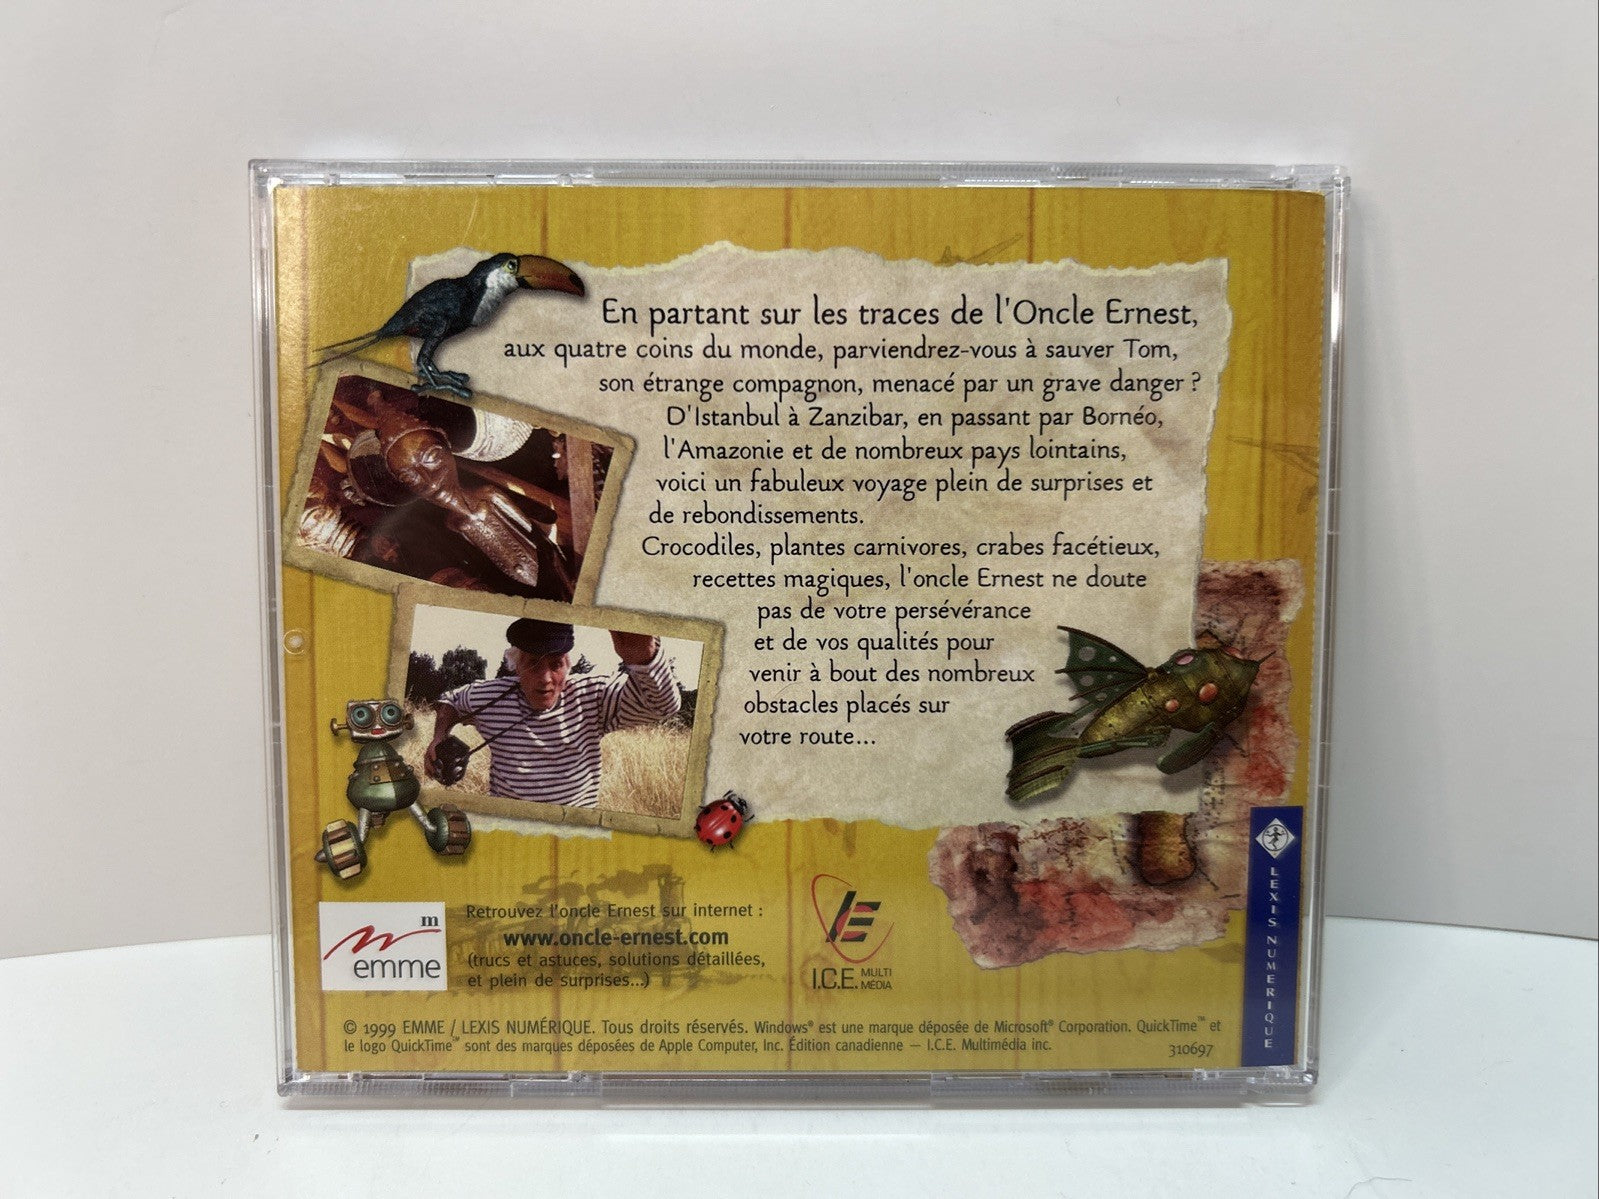 En partant sur les traces de l'Oncle Ernest,
aux quatre coins du monde, parviendrez-vous à sauver Tom,
son étrange compagnon, menacé par un grave danger ?
D'Istanbul à Zanzibar, en passant par Bornéo,
l'Amazonie et de nombreux pays lointains,
voici un fabuleux voyage plein de surprises et
de rebondissements.
Crocodiles, plantes carnivores, crabes facétieux,
recettes magiques, l'oncle Ernest ne doute
pas de votre persévérance
et de vos qualités pour
venir à bout des nombreux
obstacles placés sur
votre route...
m
emme
Retrouvez l'oncle Ernest sur internet :
www.oncle-ernest.com
(trucs et astuces, solutions détaillées,
et plein de surprises...)
I.C.E. MULTI
MÉDIA
LEXIS NUMERIQUE
© 1999 EMME / LEXIS NUMÉRIQUE. Tous droits réservés. Windows® est une marque déposée de Microsoft® Corporation. QuickTime™ et
le logo QuickTime™ sont des marques déposées de Apple Computer, Inc. Édition canadienne — I.C.E. Multimédia inc.
310697